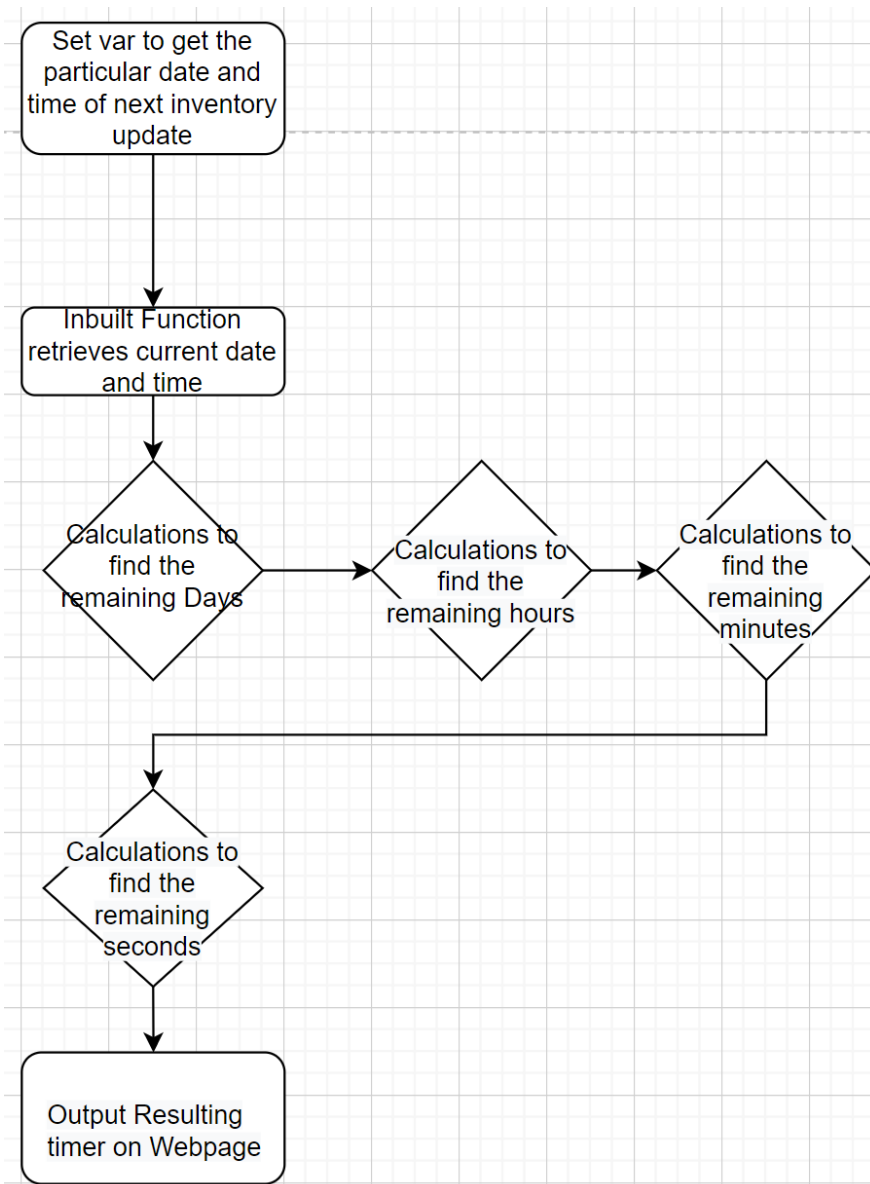 Set var to get the
particular date and
time of next inventory
update
Inbuilt Function
retrieves current date
and time
Calculations to
find the
remaining Days
Calculations to
find the
remaining hours
Calculations to
find the
remaining
minutes
Calculations to
find the
remaining
seconds
Output Resulting
timer on Webpage